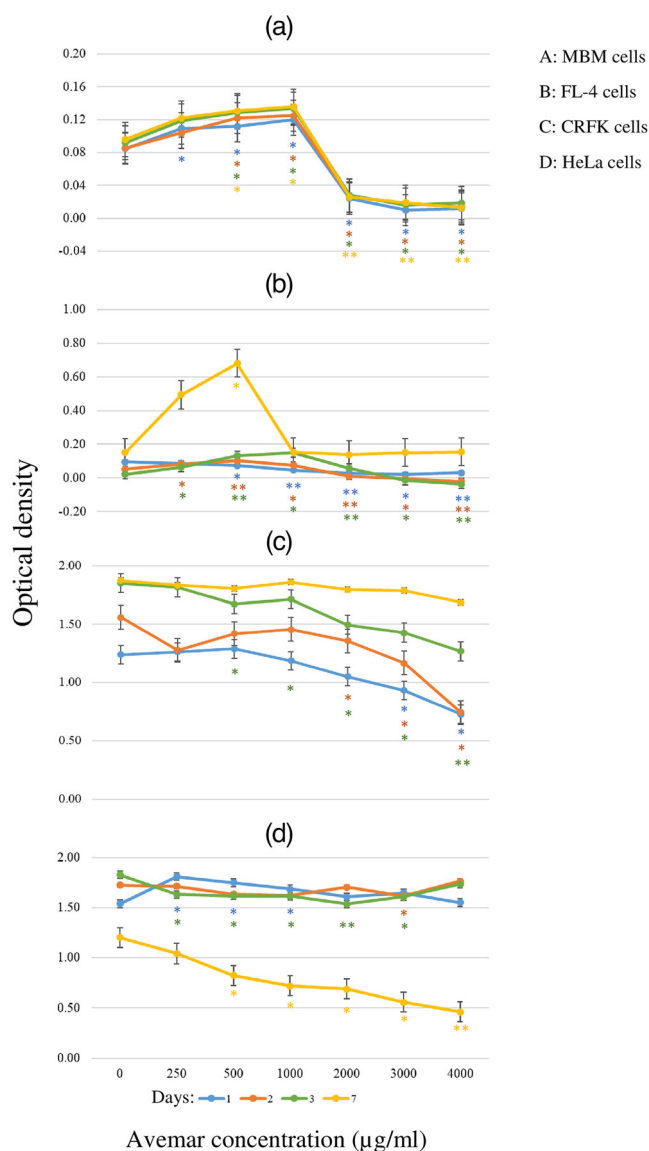 (a)
A: MBM cells
B: FL-4 cells
C: CRFK cells
D: HeLa cells
0.20
0.16
0.12
0.08
0.04
0.00
-0.04
* * * *
* *
* *
* *
* * *
* * *
* * *
** ** **
(b)
1.00
0.80
0.60
0.40
0.20
0.00
-0.20
*
* * ** ** * **
* ** * ** * **
* ** * ** * **
Optical density
(c)
2.00
1.50
1.00
0.50
0.00
* * * * *
* * *
* **
(d)
2.00
1.50
1.00
0.50
0.00
* * * *
* * * ** *
* * * * **
0 250 500 1000 2000 3000 4000
Days: 1 2 3 7
Avemar concentration (µg/ml)